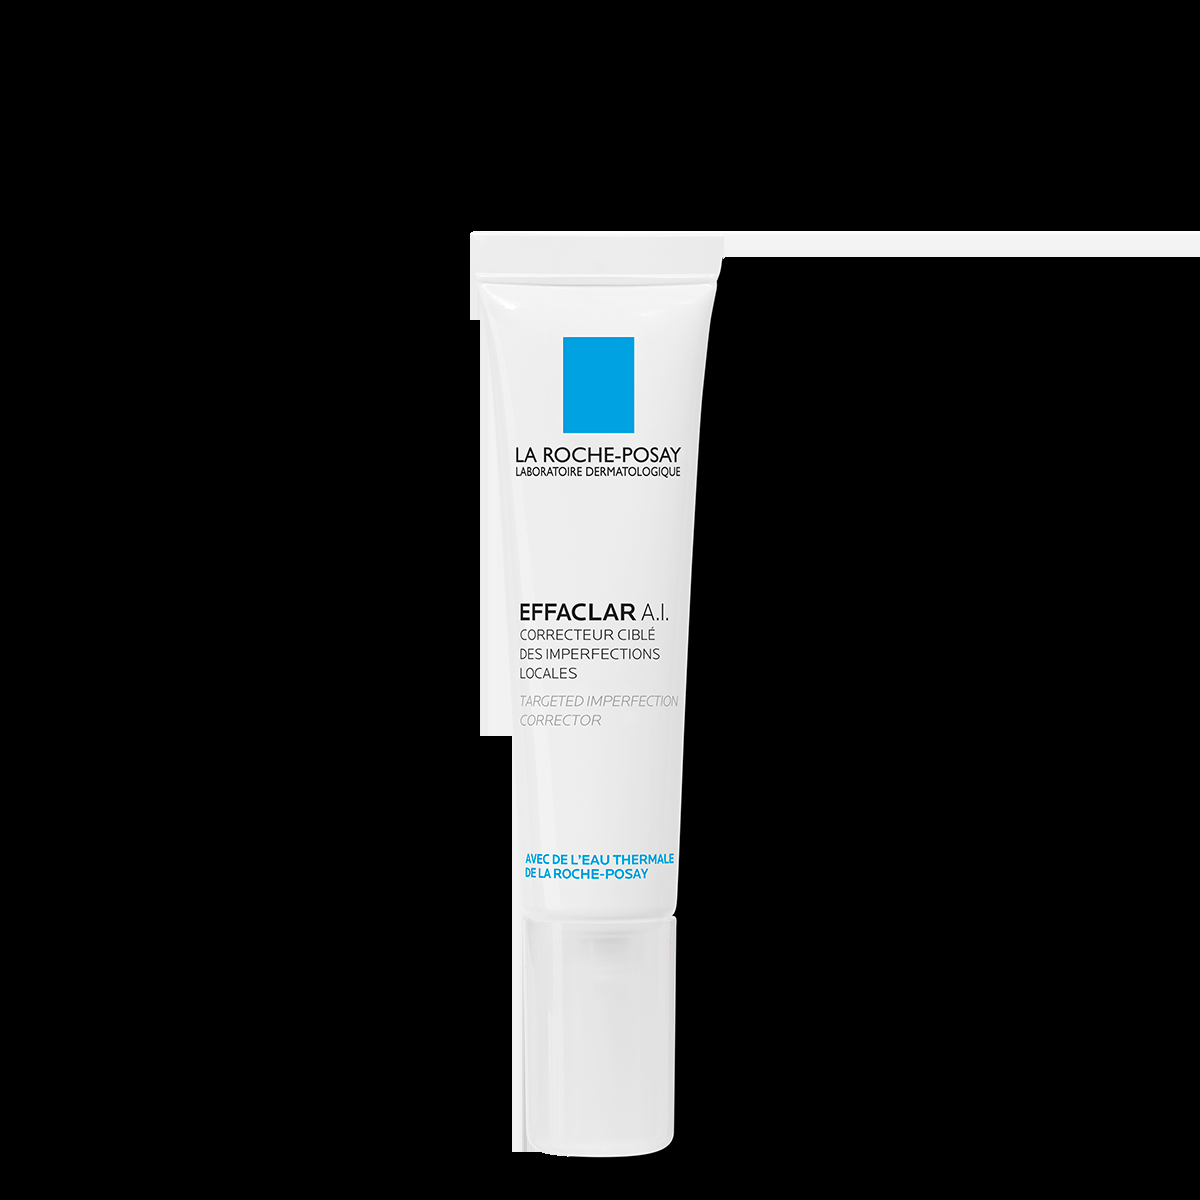 LA ROCHE-POSAY
LABORATOIRE DERMATOLOGIQUE
EFFACLAR A.I.
CORRECTEUR CIBLÉ
DES IMPERFECTIONS
LOCALES
TARGETED IMPERFECTION
CORRECTOR
AVEC DE L'EAU THERMALE
DE LA ROCHE-POSAY